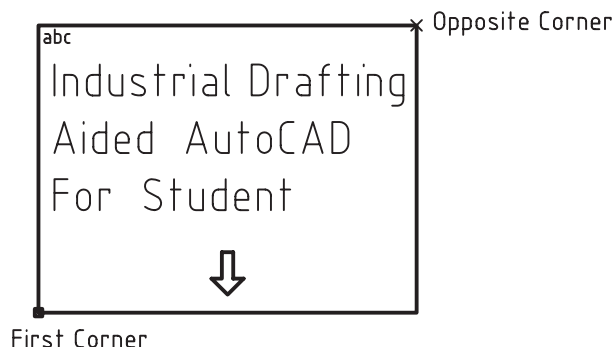 Opposite Corner
abc
Industrial Drafting
Aided AutoCAD
For Student
First Corner